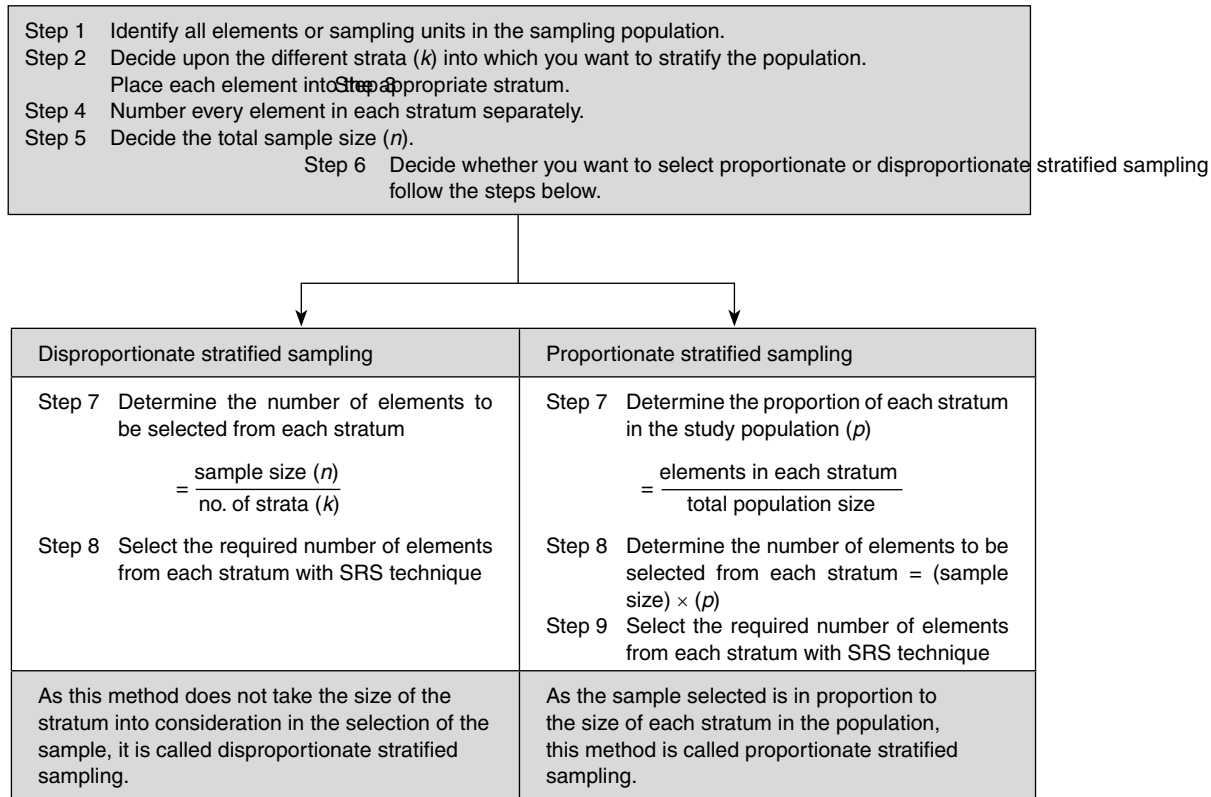 Step 1 Identify all elements or sampling units in the sampling population.
Step 2 Decide upon the different strata (k) into which you want to stratify the population.
Step 3 Place each element into the appropriate stratum.
Step 4 Number every element in each stratum separately.
Step 5 Decide the total sample size (n).
Step 6 Decide whether you want to select proportionate or disproportionate stratified sampling
follow the steps below.
Disproportionate stratified sampling
Step 7 Determine the number of elements to
be selected from each stratum
= sample size (n)
no. of strata (k)
Step 8 Select the required number of elements
from each stratum with SRS technique
As this method does not take the size of the
stratum into consideration in the selection of the
sample, it is called disproportionate stratified
sampling.
Proportionate stratified sampling
Step 7 Determine the proportion of each stratum
in the study population (p)
= elements in each stratum
total population size
Step 8 Determine the number of elements to be
selected from each stratum = (sample
size) × (p)
Step 9 Select the required number of elements
from each stratum with SRS technique
As the sample selected is in proportion to
the size of each stratum in the population,
this method is called proportionate stratified
sampling.